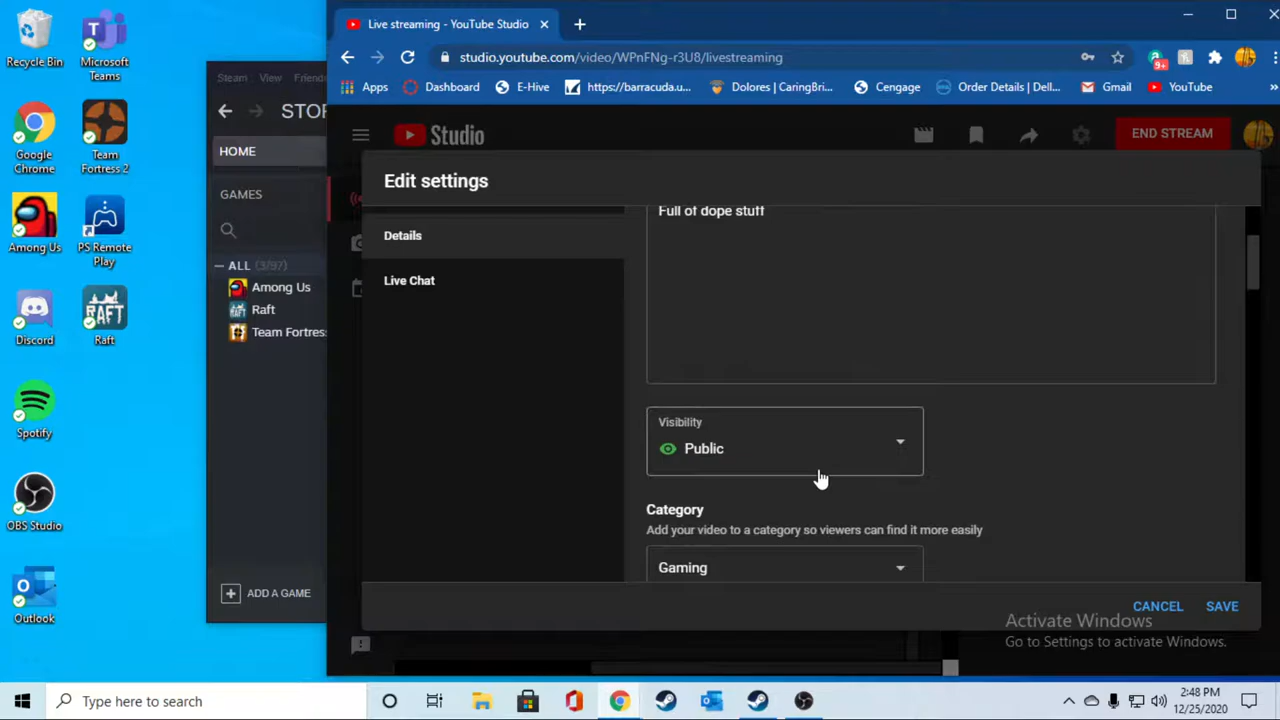 Recycle Bin
Microsoft
Teams
Google
Chrome
Team
Fortress 2
Among Us
PS Remote
Play
Discord
Raft
Spotify
OBS Studio
Outlook
Steam View Friend
STO
HOME
GAMES
ALL (3/97)
Among Us
Raft
Team Fortres
ADD A GAME
Live streaming - YouTube Studio
studio.youtube.com/video/WPnFNg-r3U8/livestreaming
9+
Apps Dashboard E-Hive https://barracuda.u... Dolores | CaringBri... Cengage Order Details | Dell... Gmail YouTube »
Studio
END STREAM
Edit settings
Details
Live Chat
Full of dope stuff
Visibility
Public
Category
Add your video to a category so viewers can find it more easily
Gaming
CANCEL SAVE
Activate Windows
Go to Settings to activate Windows.
Type here to search
2:48 PM
12/25/2020